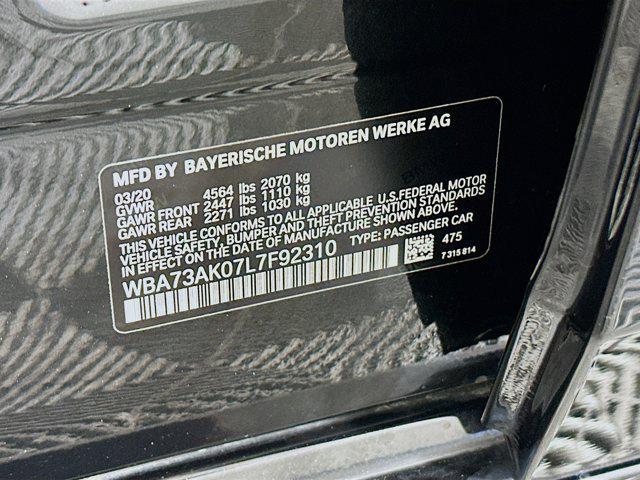 MFD BY BAYERISCHE MOTOREN WERKE AG
03/20
GVWR 4564 lbs 2070 kg
GAWR FRONT 2447 lbs 1110 kg
GAWR REAR 2271 lbs 1030 kg
THIS VEHICLE CONFORMS TO ALL APPLICABLE U.S.FEDERAL MOTOR
VEHICLE SAFETY, BUMPER AND THEFT PREVENTION STANDARDS
IN EFFECT ON THE DATE OF MANUFACTURE SHOWN ABOVE.
WBA73AK07L7F92310 TYPE: PASSENGER CAR
475
7 315 814